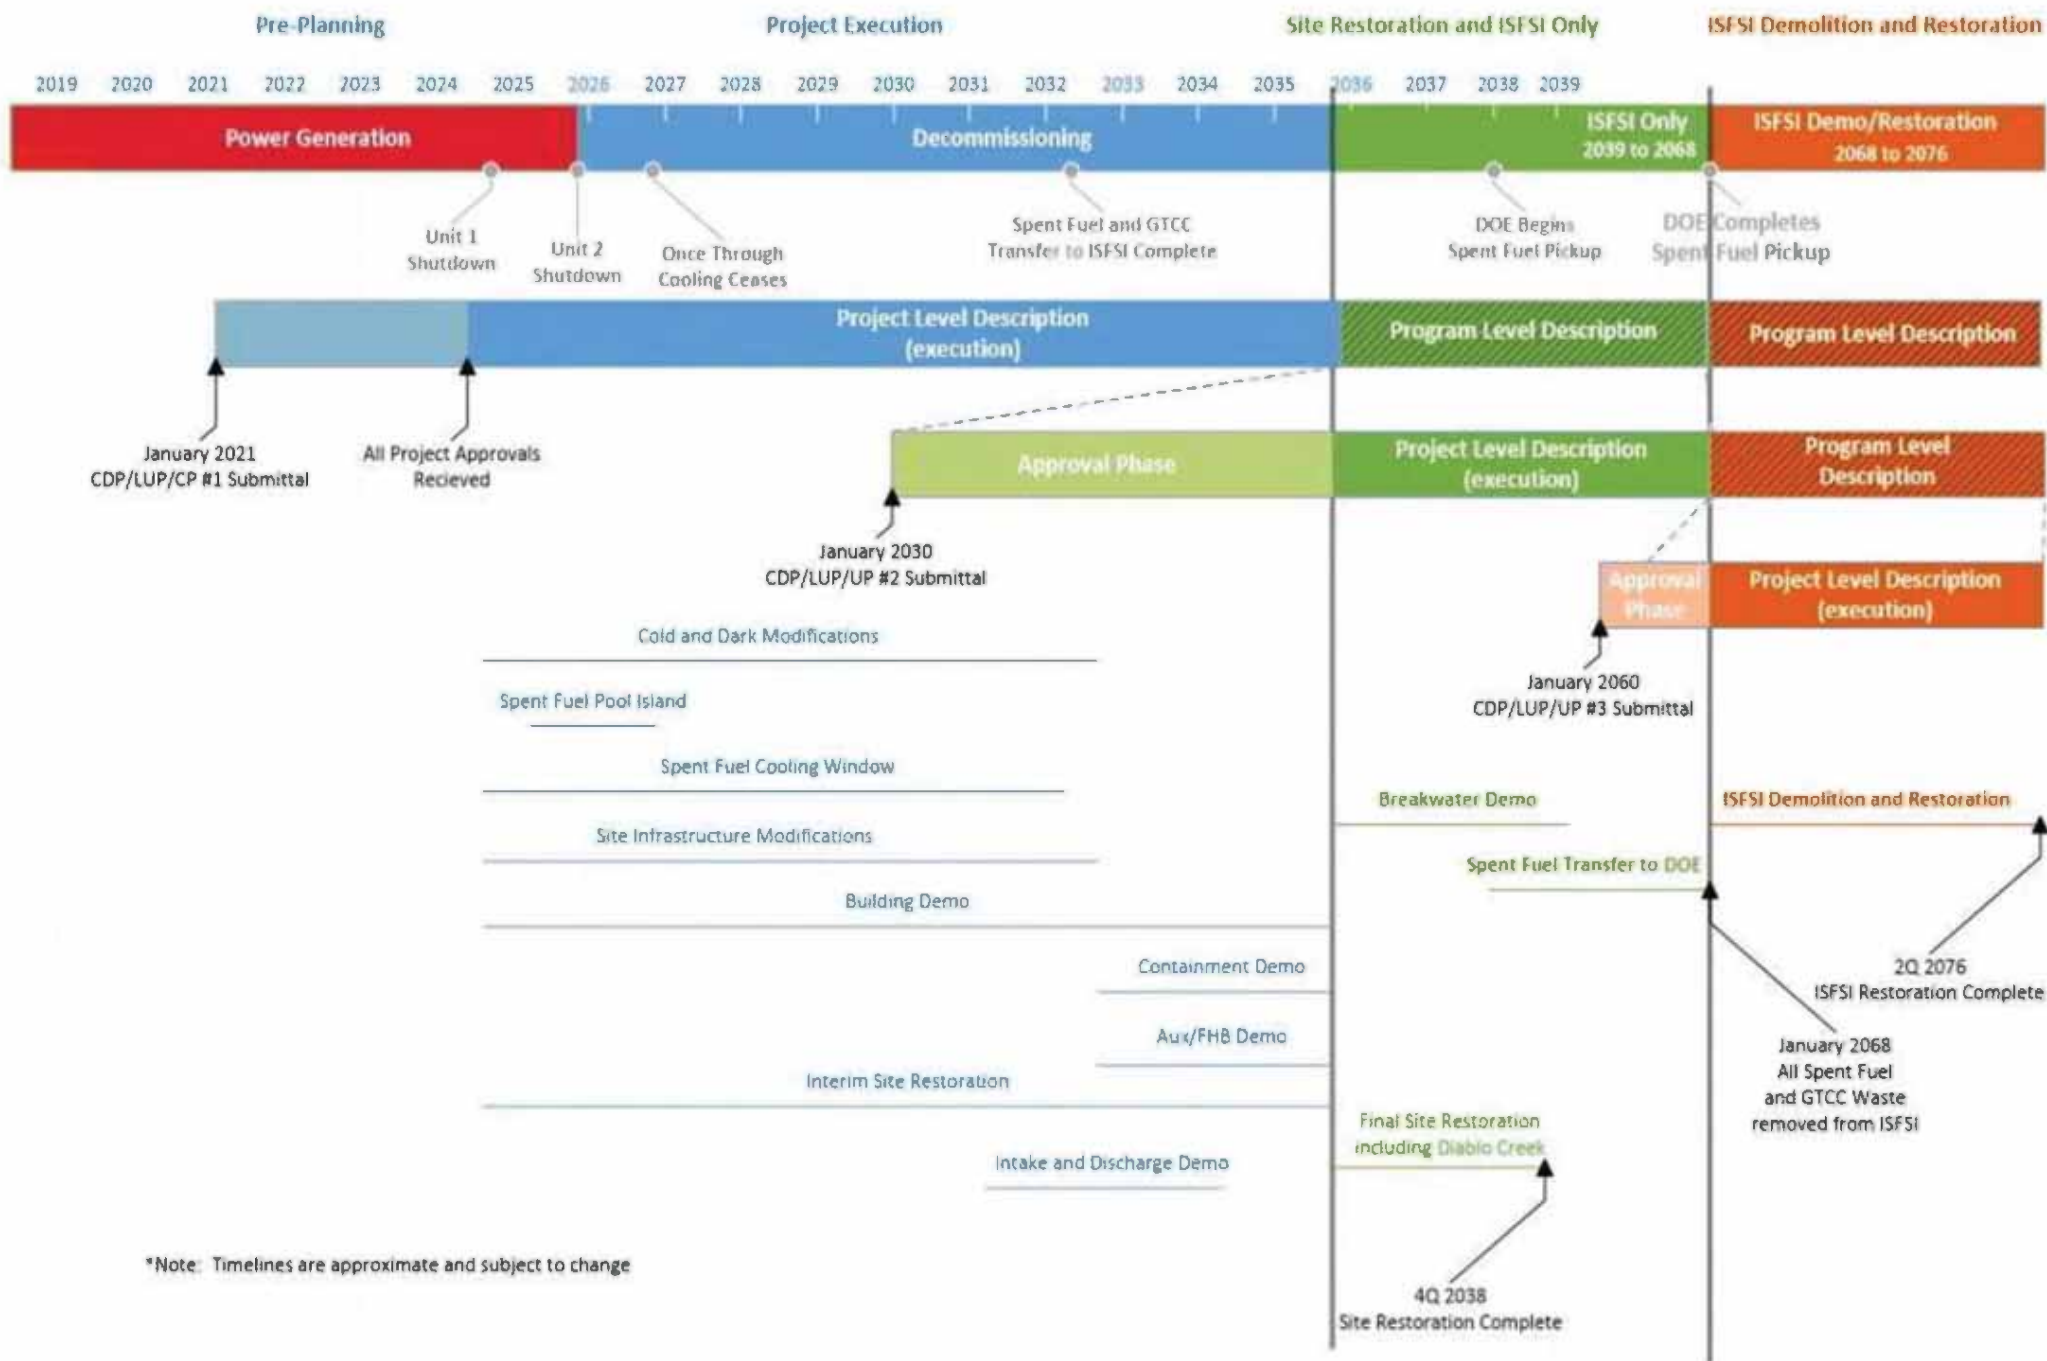 Pre-Planning
Project Execution
Site Restoration and ISFSI Only
ISFSI Demolition and Restoration
2019 2020 2021 2022 2023 2024 2025 2026 2027 2028 2029 2030 2031 2032 2033 2034 2035 2036 2037 2038 2039
Power Generation
Decommissioning
ISFSI Only
2039 to 2068
ISFSI Demo/Restoration
2068 to 2076
Unit 1
Shutdown
Unit 2
Shutdown
Once Through
Cooling Ceases
Spent Fuel and GTCC
Transfer to ISFSI Complete
DOE Begins
Spent Fuel Pickup
DOE Completes
Spent Fuel Pickup
Project Level Description
(execution)
Program Level Description
Program Level Description
January 2021
CDP/LUP/CP #1 Submittal
All Project Approvals
Recieved
Approval Phase
Project Level Description
(execution)
Program Level
Description
January 2030
CDP/LUP/UP #2 Submittal
Approval
Phase
Project Level Description
(execution)
January 2060
CDP/LUP/UP #3 Submittal
Cold and Dark Modifications
Spent Fuel Pool Island
Spent Fuel Cooling Window
Site Infrastructure Modifications
Building Demo
Containment Demo
Aux/FHB Demo
Interim Site Restoration
Intake and Discharge Demo
Breakwater Demo
Spent Fuel Transfer to DOE
ISFSI Demolition and Restoration
2Q 2076
ISFSI Restoration Complete
January 2068
All Spent Fuel
and GTCC Waste
removed from ISFSI
Final Site Restoration
including Diablo Creek
4Q 2038
Site Restoration Complete
*Note: Timelines are approximate and subject to change